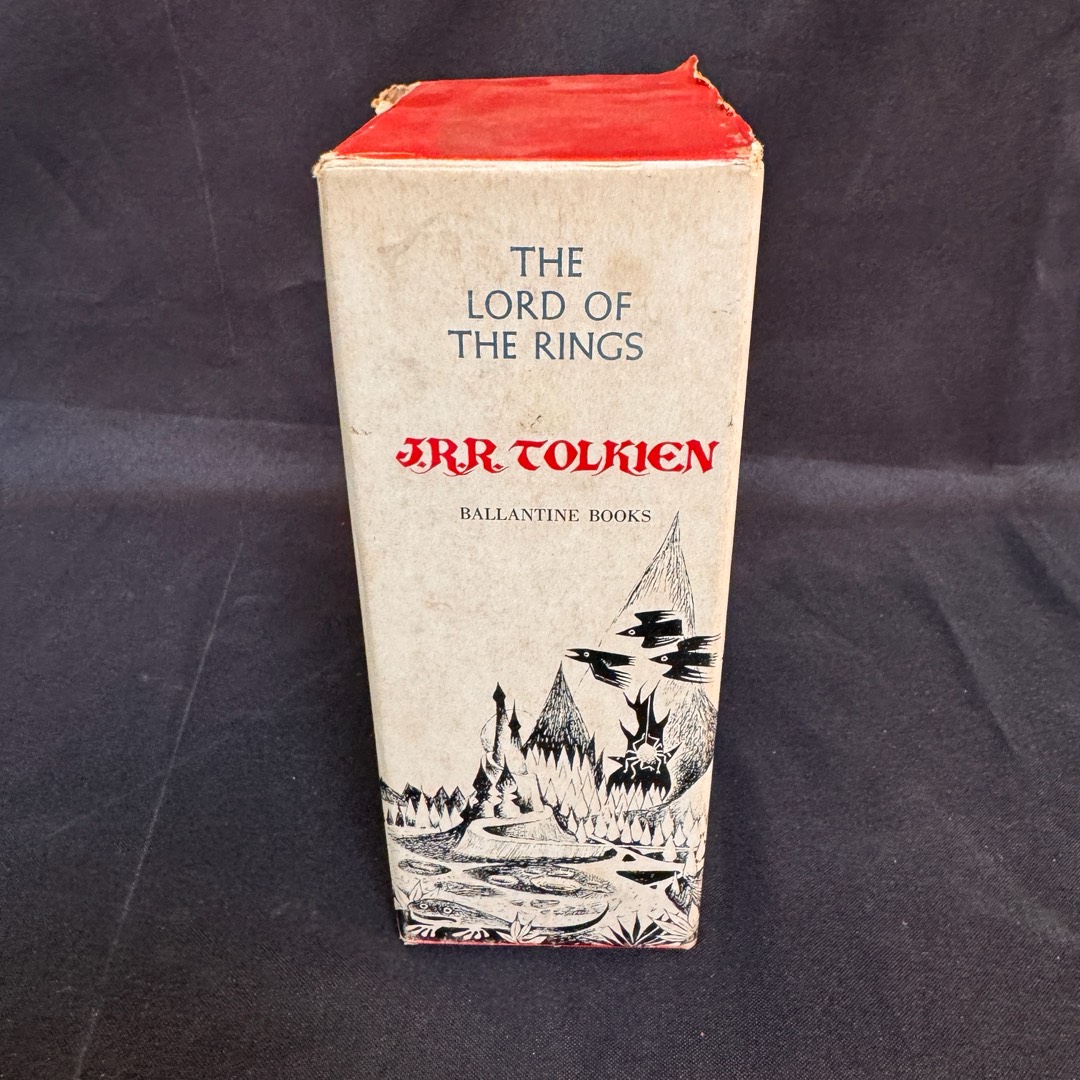 THE
LORD OF
THE RINGS
J.R.R. TOLKIEN
BALLANTINE BOOKS